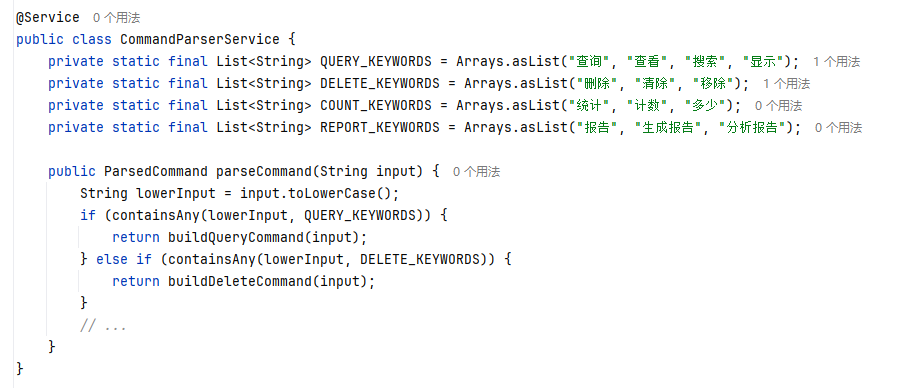 @Service 0 个用法
public class CommandParserService {
    private static final List<String> QUERY_KEYWORDS = Arrays.asList("查询", "查看", "搜索", "显示"); 1 个用法
    private static final List<String> DELETE_KEYWORDS = Arrays.asList("删除", "清除", "移除"); 1 个用法
    private static final List<String> COUNT_KEYWORDS = Arrays.asList("统计", "计数", "多少"); 0 个用法
    private static final List<String> REPORT_KEYWORDS = Arrays.asList("报告", "生成报告", "分析报告"); 0 个用法
    public ParsedCommand parseCommand(String input) { 0 个用法
        String lowerInput = input.toLowerCase();
        if (containsAny(lowerInput, QUERY_KEYWORDS)) {
            return buildQueryCommand(input);
        } else if (containsAny(lowerInput, DELETE_KEYWORDS)) {
            return buildDeleteCommand(input);
        }
        // ...
    }
}